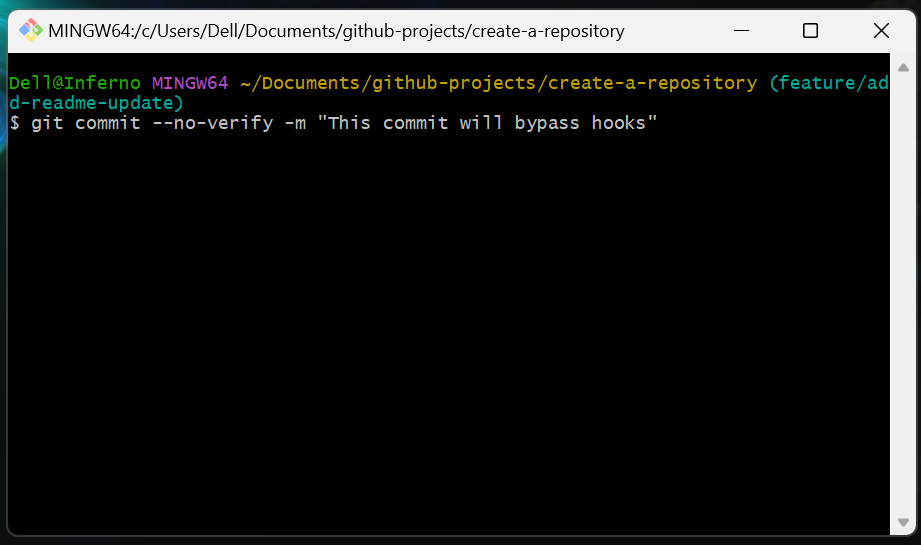 MINGW64:/c/Users/Dell/Documents/github-projects/create-a-repository
Dell@Inferno MINGW64 ~/Documents/github-projects/create-a-repository (feature/ad
d-readme-update)
$ git commit --no-verify -m "This commit will bypass hooks"